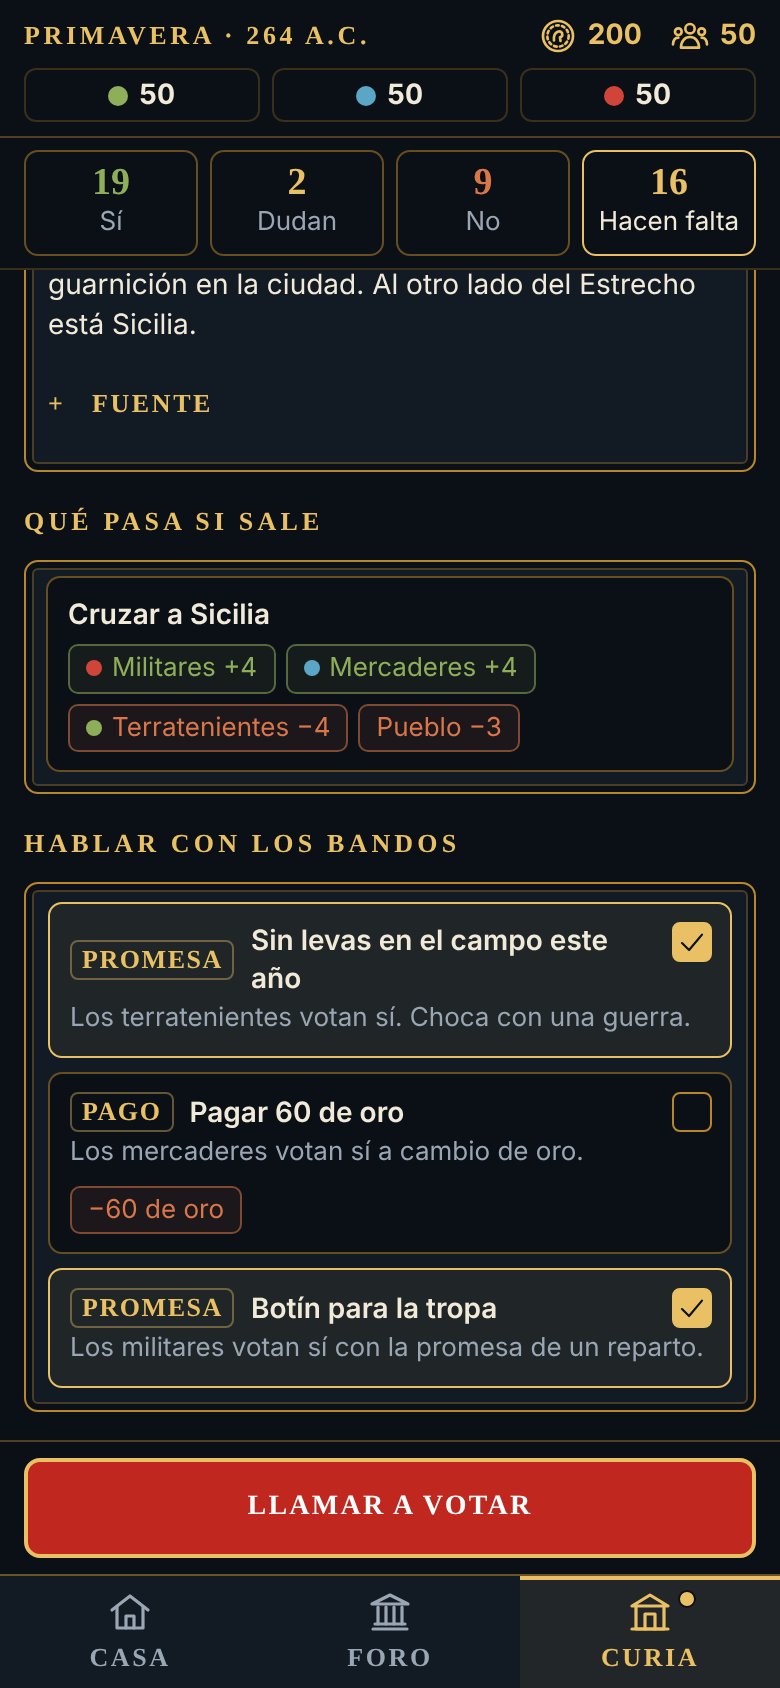 PRIMAVERA · 264 A.C.
200
50
50
50
50
19
Sí
2
Dudan
9
No
16
Hacen falta
guarnición en la ciudad. Al otro lado del Estrecho
está Sicilia.
+ FUENTE
QUÉ PASA SI SALE
Cruzar a Sicilia
Militares +4
Mercaderes +4
Terratenientes −4
Pueblo −3
HABLAR CON LOS BANDOS
PROMESA
Sin levas en el campo este
año
Los terratenientes votan sí. Choca con una guerra.
PAGO
Pagar 60 de oro
Los mercaderes votan sí a cambio de oro.
−60 de oro
PROMESA
Botín para la tropa
Los militares votan sí con la promesa de un reparto.
LLAMAR A VOTAR
CASA
FORO
CURIA